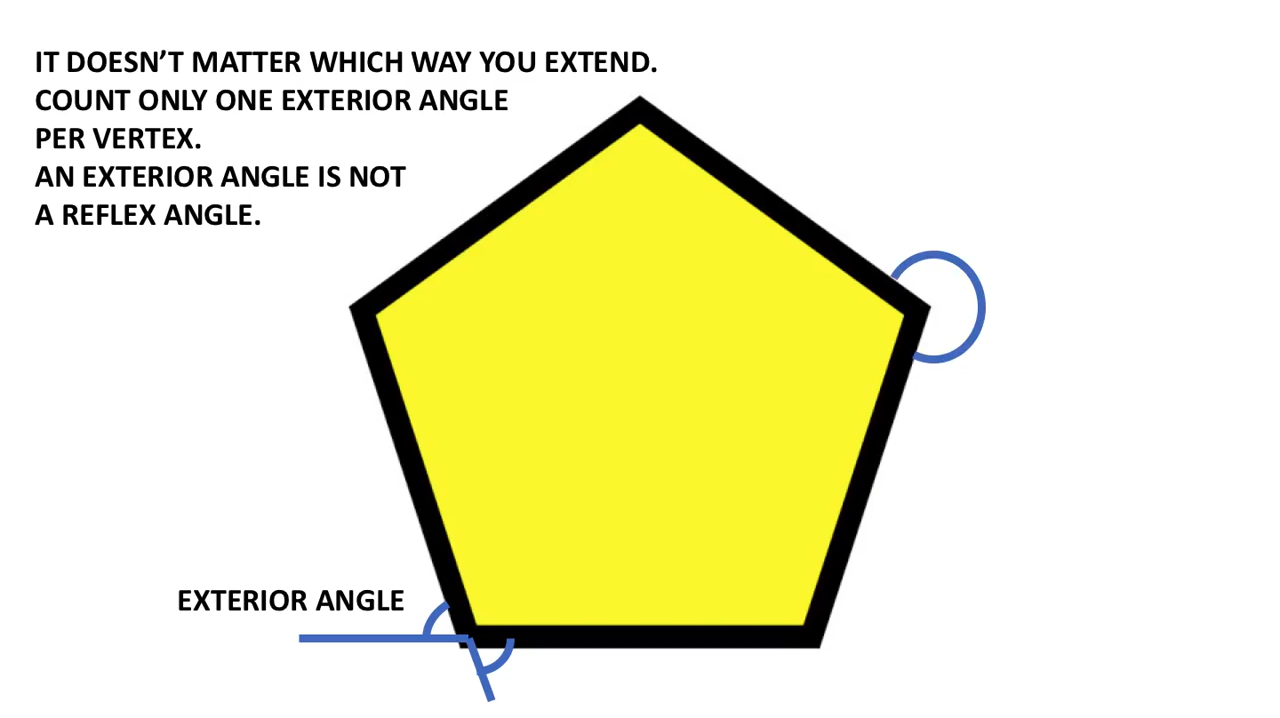 IT DOESN’T MATTER WHICH WAY YOU EXTEND.
COUNT ONLY ONE EXTERIOR ANGLE
PER VERTEX.
AN EXTERIOR ANGLE IS NOT
A REFLEX ANGLE.
EXTERIOR ANGLE